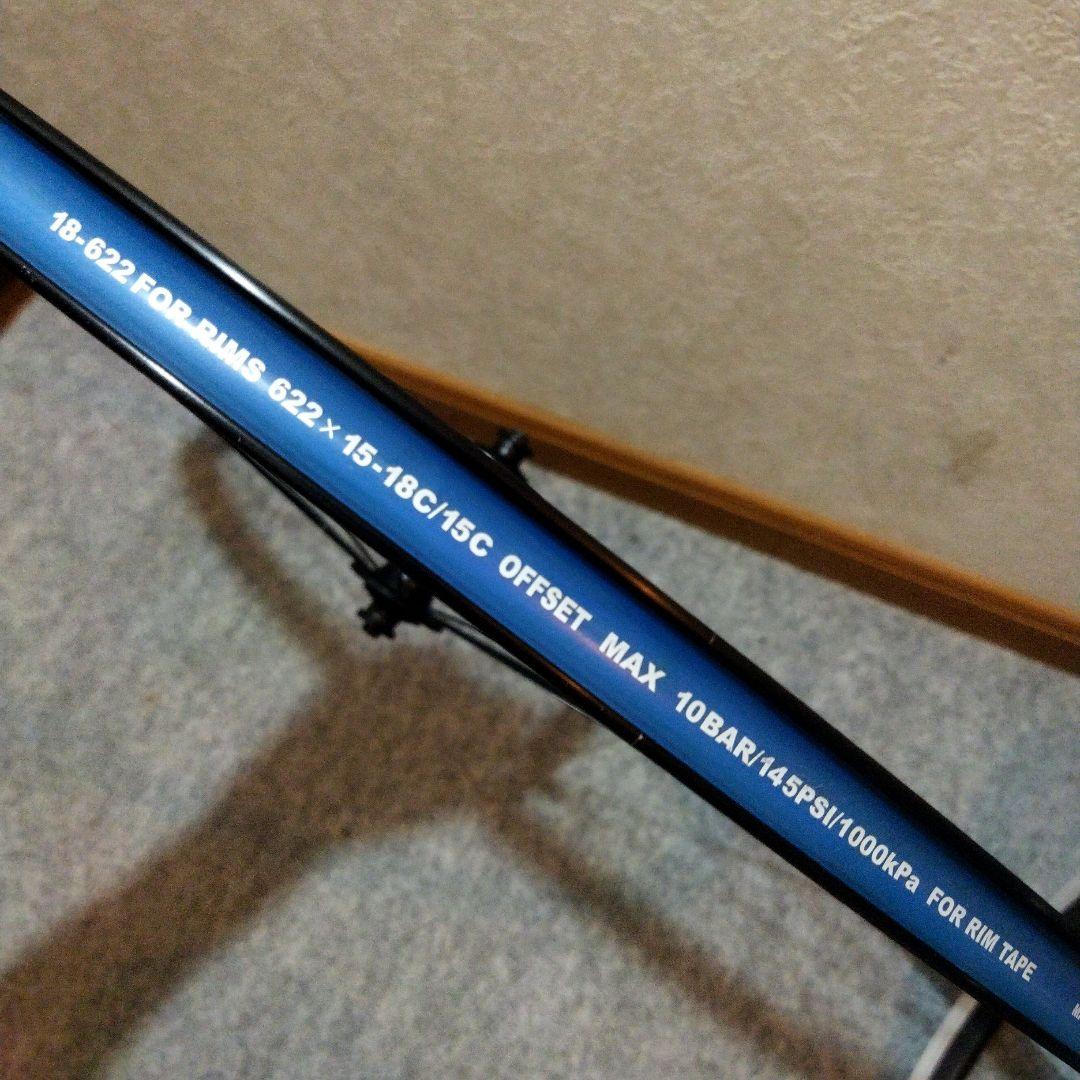 18-622 FOR RIMS 622×15-18C/15C OFFSET MAX 10BAR/145PSI/1000kPa FOR RIM TAPE